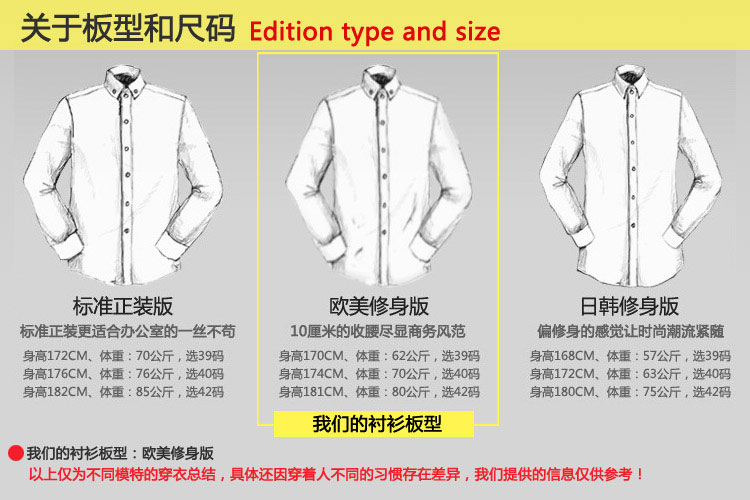 关于板型和尺码 Edition type and size
标准正装版
标准正装更适合办公室的一丝不苟
身高172CM、体重：70公斤，选39码
身高176CM、体重：76公斤，选40码
身高182CM、体重：85公斤，选42码
欧美修身版
10厘米的收腰尽显商务风范
身高170CM、体重：62公斤，选39码
身高174CM、体重：70公斤，选40码
身高181CM、体重：80公斤，选42码
我们的衬衫板型
日韩修身版
偏修身的感觉让时尚潮流紧随
身高168CM、体重：57公斤，选39码
身高172CM、体重：63公斤，选40码
身高180CM、体重：75公斤，选42码
我们的衬衫板型：欧美修身版
以上仅为不同模特的穿衣总结，具体还因穿着人不同的习惯存在差异，我们提供的信息仅供参考！